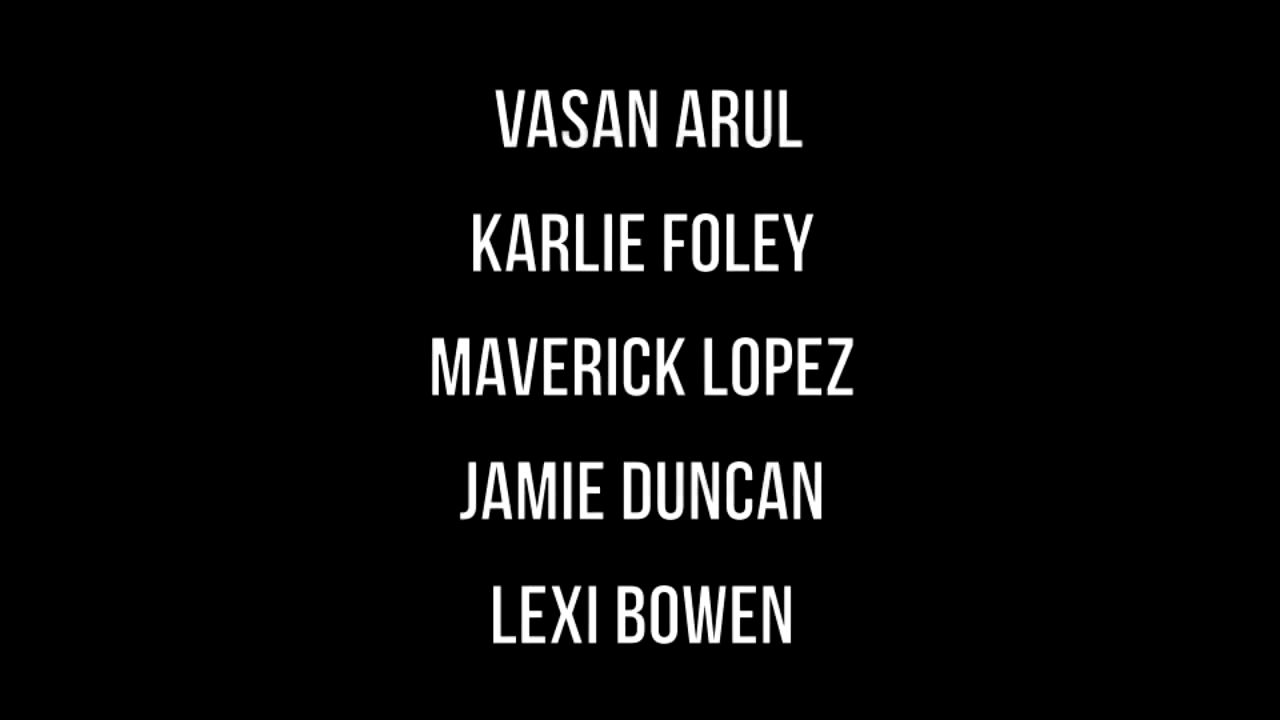 VASAN ARUL
KARLIE FOLEY
MAVERICK LOPEZ
JAMIE DUNCAN
LEXI BOWEN